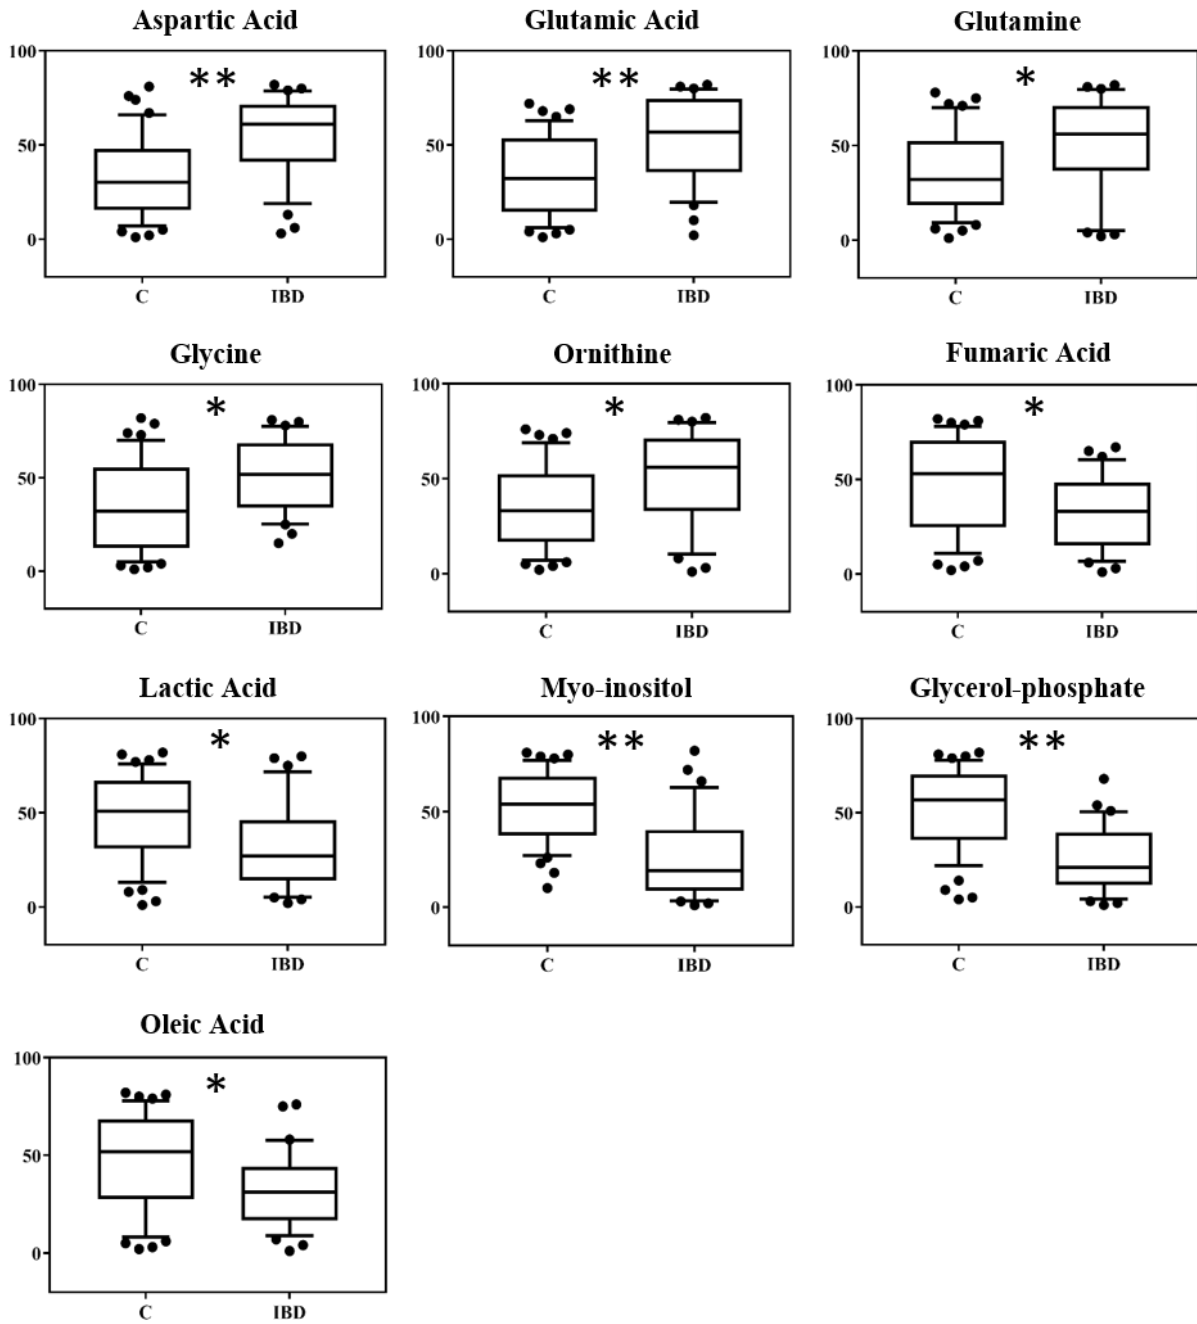 Aspartic Acid
100
50
0
**
C
IBD
Glutamic Acid
100
50
0
**
C
IBD
Glutamine
100
50
0
*
C
IBD
Glycine
100
50
0
*
C
IBD
Ornithine
100
50
0
*
C
IBD
Fumaric Acid
100
50
0
*
C
IBD
Lactic Acid
100
50
0
*
C
IBD
Myo-inositol
100
50
0
**
C
IBD
Glycerol-phosphate
100
50
0
**
C
IBD
Oleic Acid
100
50
0
*
C
IBD